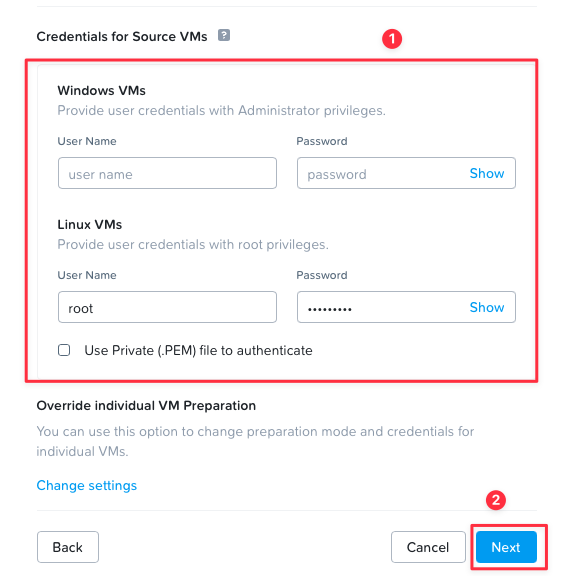 Credentials for Source VMs ?
1
Windows VMs
Provide user credentials with Administrator privileges.
User Name Password
user name password Show
Linux VMs
Provide user credentials with root privileges.
User Name Password
root ••••••••• Show
Use Private (.PEM) file to authenticate
Override individual VM Preparation
You can use this option to change preparation mode and credentials for
individual VMs.
Change settings
2
Back Cancel Next